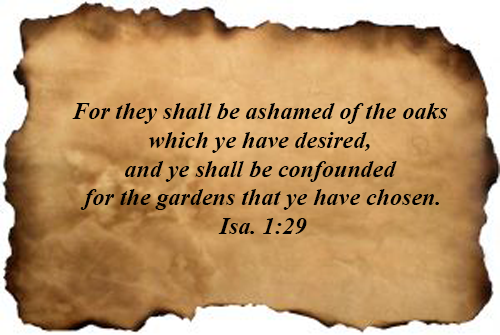 For they shall be ashamed of the oaks
which ye have desired,
and ye shall be confounded
for the gardens that ye have chosen.
Isa. 1:29